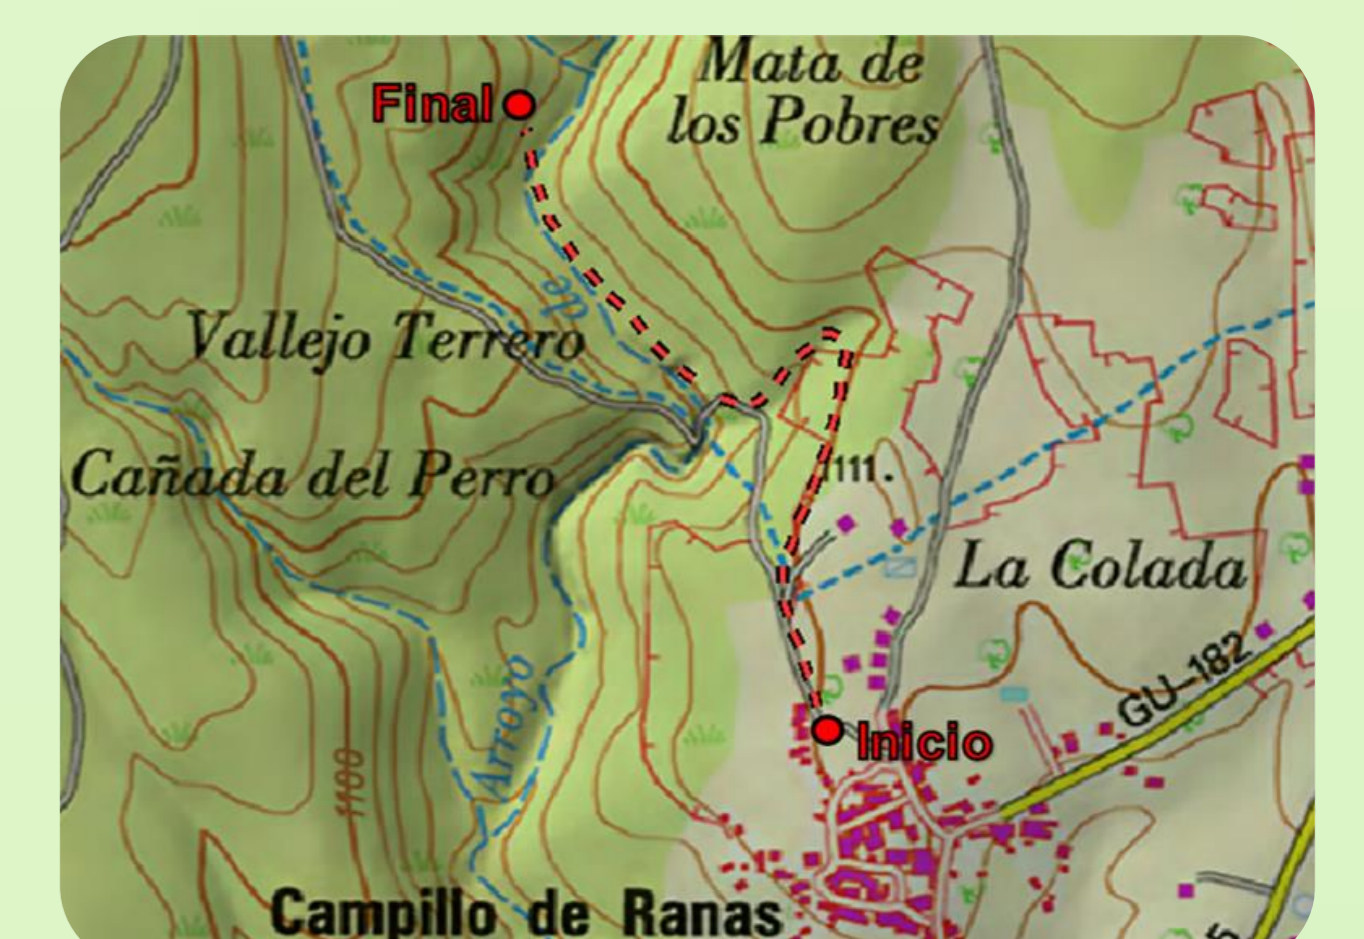 Mata de
los Pobres
Final
de
Vallejo Terrero
Cañada del Perro
1111.
La Colada
GU-182
Arroyo
Inicio
1100
Campillo de Ranas